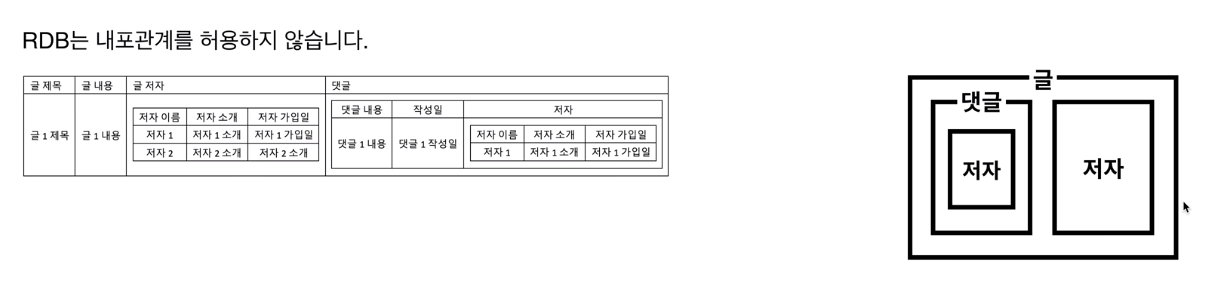 RDB는 내포관계를 허용하지 않습니다.
글 제목 글 내용 글 저자 댓글
글 1 제목 글 1 내용
저자 이름 저자 소개 저자 가입일
저자 1 저자 1 소개 저자 1 가입일
저자 2 저자 2 소개 저자 2 소개
댓글 내용 작성일 저자
댓글 1 내용 댓글 1 작성일
저자 이름 저자 소개 저자 가입일
저자 1 저자 1 소개 저자 1 가입일
글
댓글
저자
저자